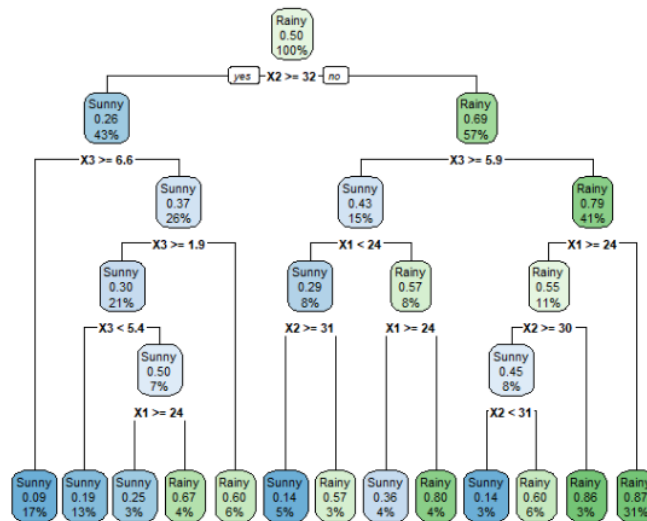 Rainy
0.50
100%
yes X2 >= 32 no
Sunny
0.26
43%
Rainy
0.69
57%
X3 >= 6.6
X3 >= 5.9
Sunny
0.37
26%
Sunny
0.43
15%
Rainy
0.79
41%
X3 >= 1.9
X1 < 24
X1 >= 24
Sunny
0.30
21%
Sunny
0.29
8%
Rainy
0.57
8%
Rainy
0.55
11%
X3 < 5.4
X2 >= 31
X1 >= 24
X2 >= 30
Sunny
0.50
7%
Sunny
0.45
8%
X1 >= 24
X2 < 31
Sunny
0.09
17%
Sunny
0.19
13%
Sunny
0.25
3%
Rainy
0.67
4%
Rainy
0.60
6%
Sunny
0.14
5%
Rainy
0.57
3%
Sunny
0.36
4%
Rainy
0.80
4%
Sunny
0.14
3%
Rainy
0.60
6%
Rainy
0.86
3%
Rainy
0.87
31%